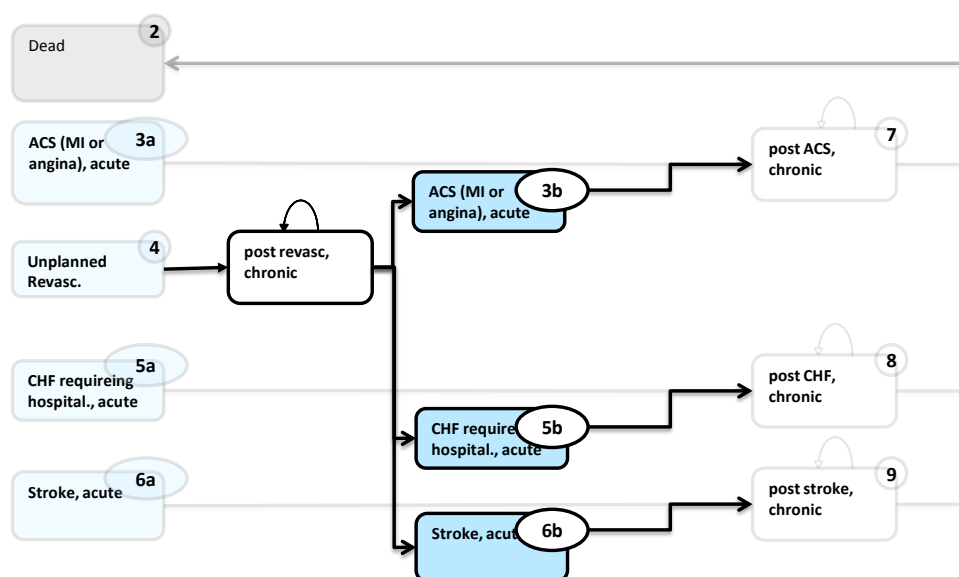 2
Dead
3a
ACS (MI or
angina), acute
7
post ACS,
chronic
3b
ACS (MI or
angina), acute
4
Unplanned
Revasc.
post revasc,
chronic
5a
CHF requireing
hospital., acute
8
post CHF,
chronic
5b
CHF require
hospital., acute
6a
Stroke, acute
9
post stroke,
chronic
6b
Stroke, acut